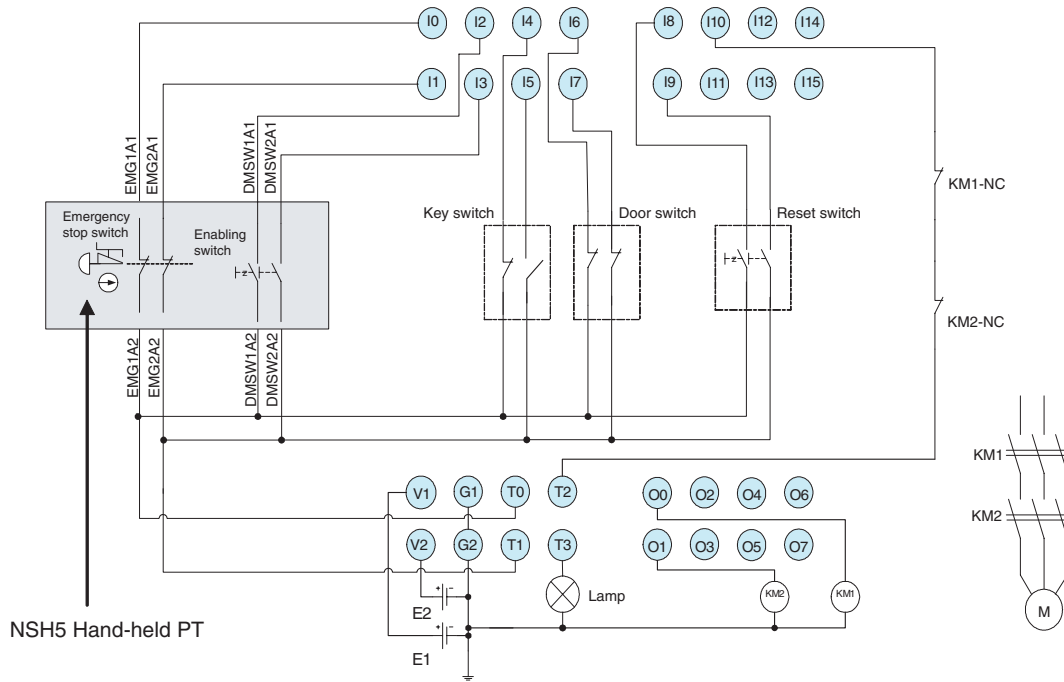 I0 I2 I4 I6 I8 I10 I12 I14
I1 I3 I5 I7 I9 I11 I13 I15
EMG1A1
EMG2A1
DMSW1A1
DMSW2A1
KM1-NC
Emergency
stop switch
Enabling
switch
Key switch
Door switch
Reset switch
KM2-NC
EMG1A2
EMG2A2
DMSW1A2
DMSW2A2
KM1
KM2
V1 G1 T0 T2 O0 O2 O4 O6
V2 G2 T1 T3 O1 O3 O5 O7
E2
Lamp
KM2
KM1
M
NSH5 Hand-held PT
E1